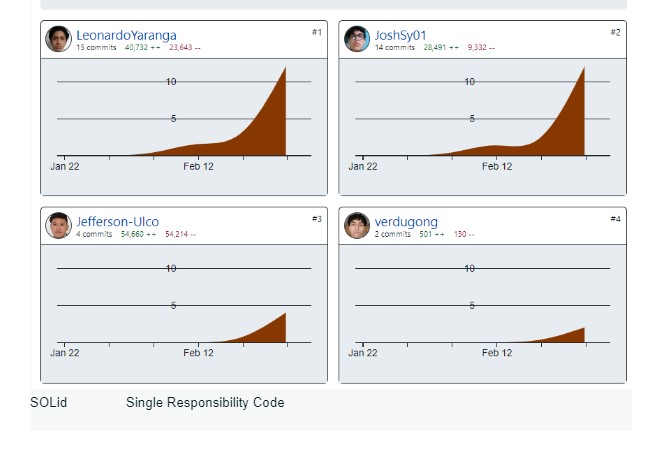 LeonardoYaranga #1
15 commits 40,732 ++ 23,643 --
10
5
Jan 22 Feb 12
JoshSy01 #2
14 commits 28,491 ++ 9,332 --
10
5
Jan 22 Feb 12
Jefferson-Ulco #3
4 commits 54,660 ++ 54,214 --
10
5
Jan 22 Feb 12
verdugong #4
2 commits 501 ++ 130 --
10
5
Jan 22 Feb 12
SOLid Single Responsibility Code